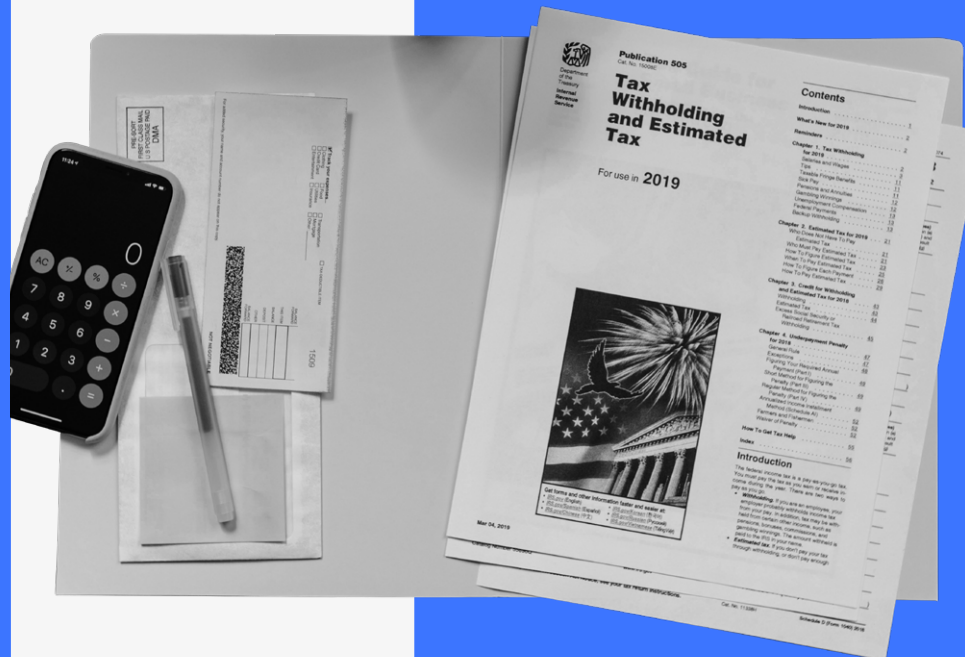 PRE-SORT
FIRST CLASS MAIL
U S POSTAGE PAID
DMA
11:24
0
AC
%
÷
7
8
9
×
4
5
6
−
1
2
3
+
.
=
1509
Department
of the
Treasury
Internal
Revenue
Service
Publication 505
Tax
Withholding
and Estimated
Tax
For use in 2019
Get forms and other information faster and easier at:
Mar 04, 2019
Contents
Introduction
What's New for 2019
Reminders
Chapter 1. Tax Withholding
for 2019
Salaries and Wages
Tips
Taxable Fringe Benefits
Sick Pay
Pensions and Annuities
Gambling Winnings
Unemployment Compensation
Federal Payments
Backup Withholding
Chapter 2. Estimated Tax for 2019
Who Does Not Have To Pay
Estimated Tax
Who Must Pay Estimated Tax
How To Figure Estimated Tax
When To Pay Estimated Tax
How To Figure Each Payment
How To Pay Estimated Tax
Chapter 3. Credit for Withholding
and Estimated Tax for 2018
Withholding
Estimated Tax
Excess Social Security or
Railroad Retirement Tax
Withholding
Chapter 4. Underpayment Penalty
for 2018
General Rule
Exceptions
Figuring Your Required Annual
Payment (Part I)
Short Method for Figuring the
Penalty (Part III)
Regular Method for Figuring the
Penalty (Part IV)
Annualized Income Installment
Method (Schedule AI)
Farmers and Fishermen
Waiver of Penalty
How To Get Tax Help
Index
Introduction
The federal income tax is a pay-as-you-go tax.
You must pay the tax as you earn or receive in-
come during the year. There are two ways to
pay as you go.
• Withholding. If you are an employee, your
employer probably withholds income tax
from your pay. In addition, tax may be with-
held from certain other income, such as
pensions, bonuses, commissions, and
gambling winnings. The amount withheld is
paid to the IRS in your name.
• Estimated tax. If you don't pay your tax
through withholding, or don't pay enough
use your tax return instructions.
Schedule D (Form 1040) 2018